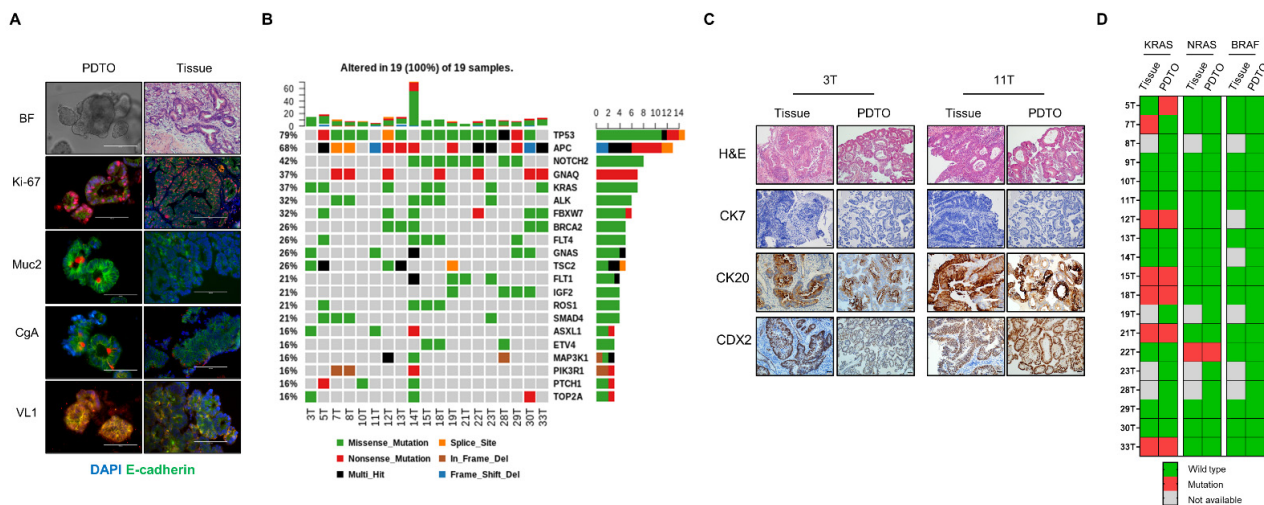 A
PDTO Tissue
BF
Ki-67
Muc2
CgA
VL1
DAPI E-cadherin
B
Altered in 19 (100%) of 19 samples.
60
40
20
0
0 2 4 6 8 10 12 14
79% TP53
68% APC
42% NOTCH2
37% GNAQ
37% KRAS
32% ALK
32% FBXW7
26% BRCA2
26% FLT4
26% GNAS
26% TSC2
21% FLT1
21% IGF2
21% ROS1
21% SMAD4
16% ASXL1
16% ETV4
16% MAP3K1
16% PIK3R1
16% PTCH1
16% TOP2A
3T 5T 7T 8T 10T 11T 12T 13T 14T 15T 18T 19T 21T 22T 23T 28T 29T 30T 33T
Missense_Mutation Splice_Site
Nonsense_Mutation In_Frame_Del
Multi_Hit Frame_Shift_Del
C
3T 11T
Tissue PDTO Tissue PDTO
H&E
CK7
CK20
CDX2
D
KRAS NRAS BRAF
Tissue PDTO Tissue PDTO Tissue PDTO
5T
7T
8T
9T
10T
11T
12T
13T
14T
15T
18T
19T
21T
22T
23T
28T
29T
30T
33T
Wild type
Mutation
Not available